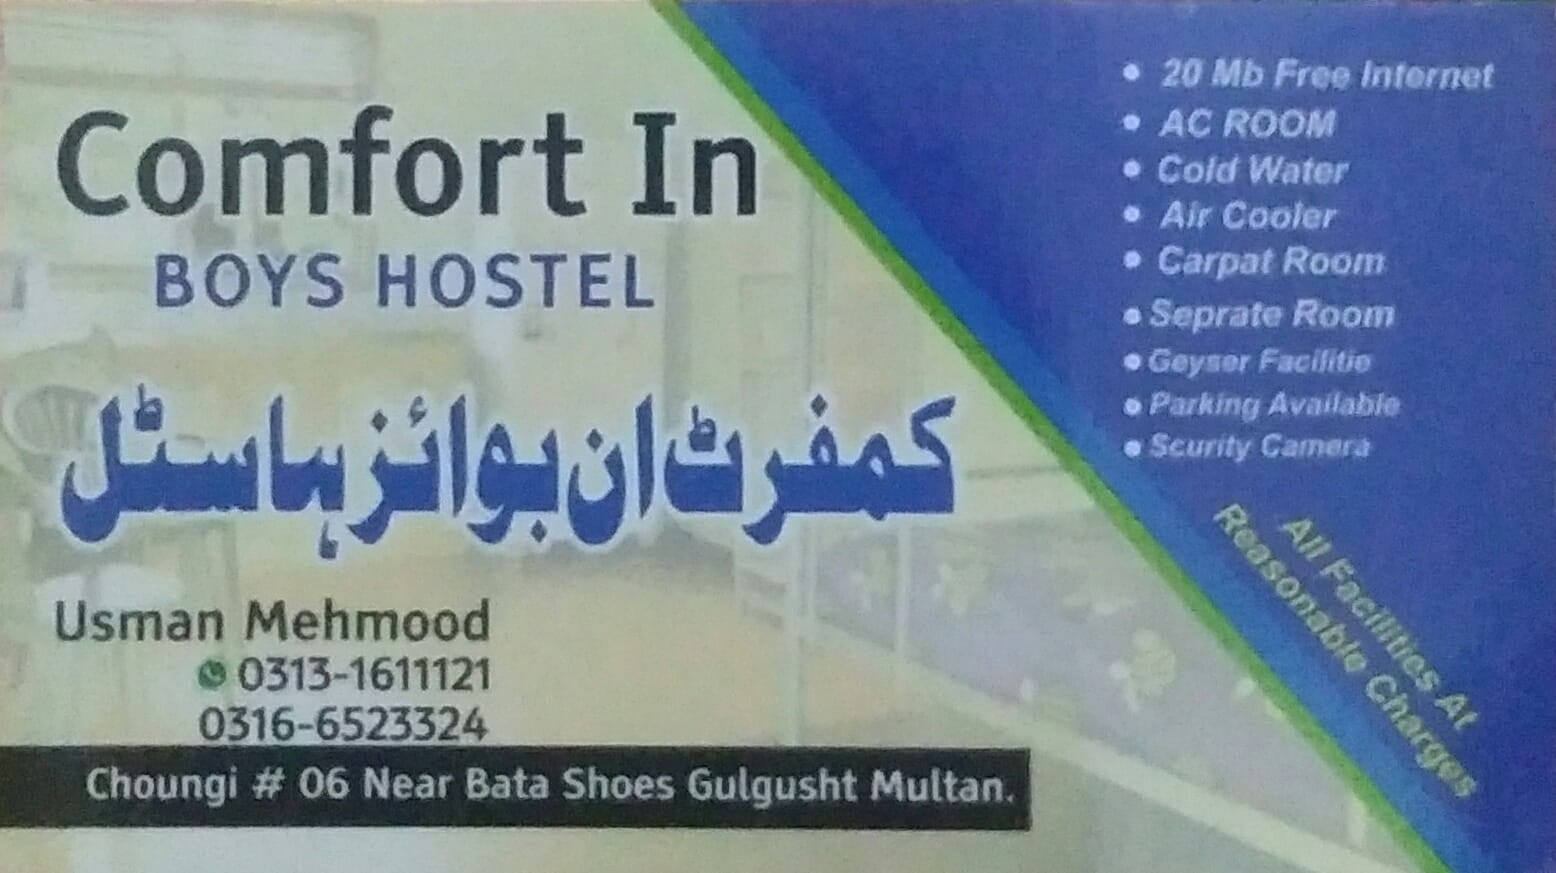 Comfort In
BOYS HOSTEL
کمفرٹ ان بوائز ہاسٹل
Usman Mehmood
0313-1611121
0316-6523324
Choungi # 06 Near Bata Shoes Gulgusht Multan.
• 20 Mb Free Internet
• AC ROOM
• Cold Water
• Air Cooler
• Carpat Room
• Seprate Room
• Geyser Facilitie
• Parking Available
• Scurity Camera
All Facilities At
Reasonable Charges